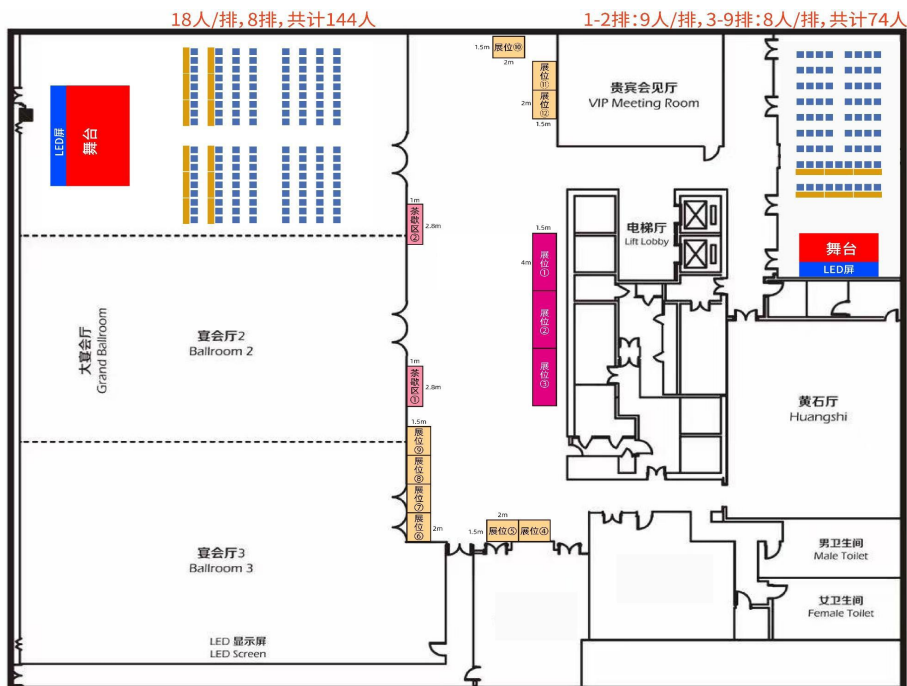 18人/排,8排,共计144人
1-2排:9人/排,3-9排:8人/排,共计74人
1.5m
展位⑩
2m
展位⑪
展位⑫
2m
1.5m
贵宾会见厅
VIP Meeting Room
LED屏
舞台
1m
茶歇区②
2.8m
电梯厅
Lift Lobby
舞台
LED屏
1.5m
4m
展位①
展位②
展位③
大宴会厅
Grand Ballroom
宴会厅2
Ballroom 2
1m
茶歇区①
2.8m
黄石厅
Huangshi
1.5m
展位⑨
展位⑧
展位⑦
展位⑥
2m
2m
1.5m
展位⑤
展位④
宴会厅3
Ballroom 3
男卫生间
Male Toilet
女卫生间
Female Toilet
LED 显示屏
LED Screen